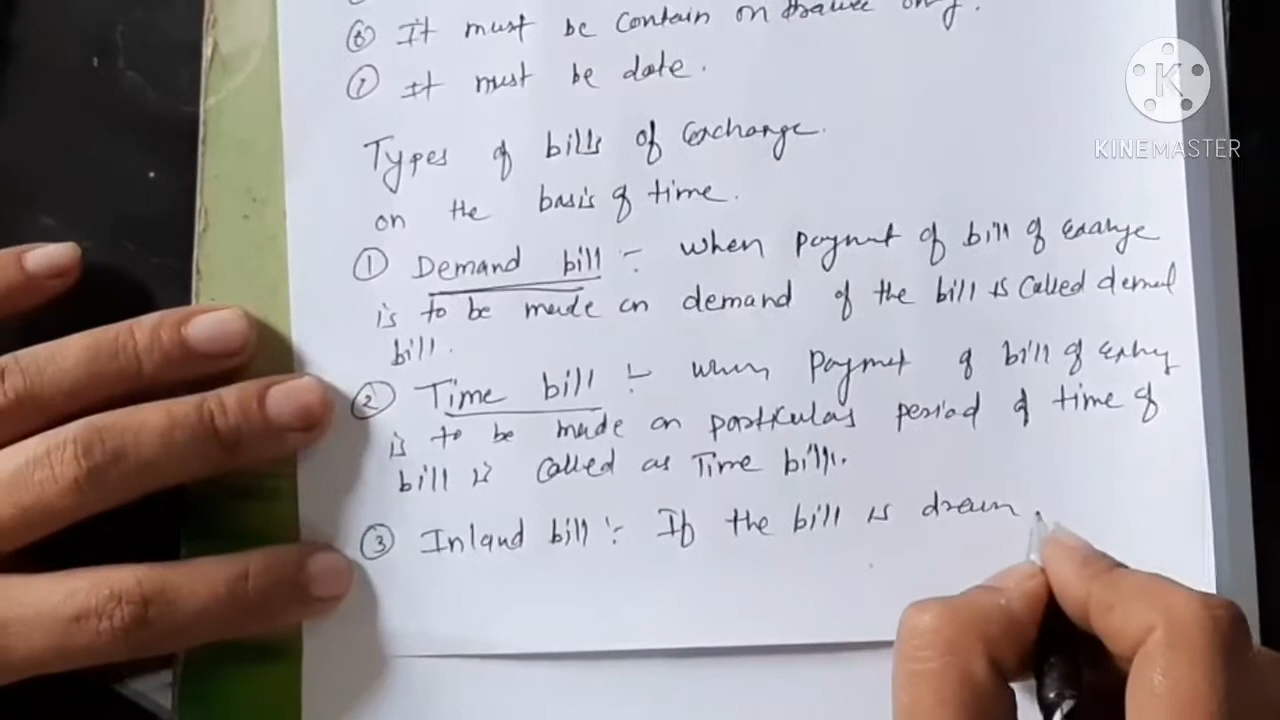 ⑥ It must be contain on drawee only.
⑦ It must be date.
Types of bills of Exchange.
on the basis of time.
① Demand bill :- when payment of bill of Exchange
is to be made on demand of the bill is called demand
bill.
② Time bill :- when payment of bill of
is to be made on particular period of time of
bill is called as Time bill.
③ Inland bill :- If the bill is drawn
K
KINEMASTER